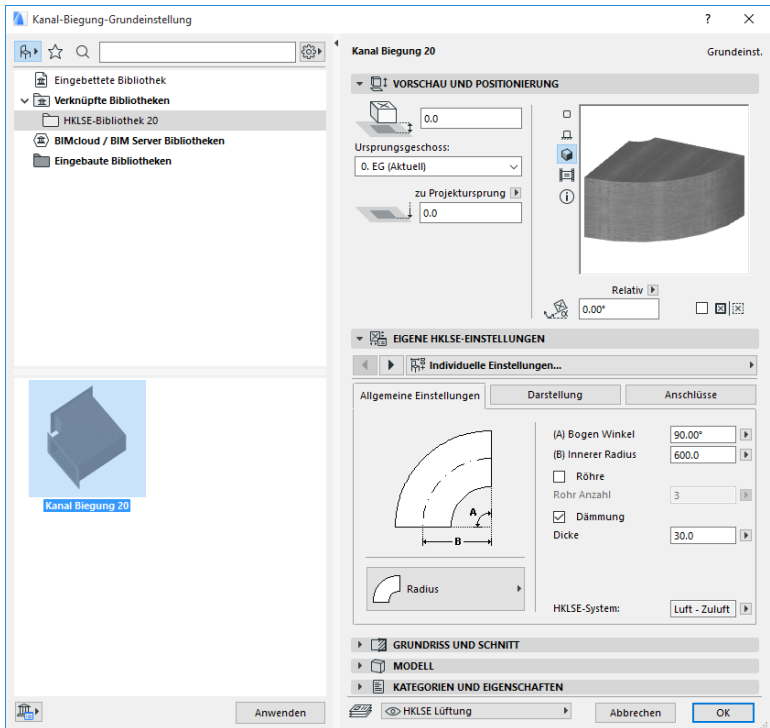 Kanal-Biegung-Grundeinstellung
?
Eingebettete Bibliothek
Verknüpfte Bibliotheken
HKLSE-Bibliothek 20
BIMcloud / BIM Server Bibliotheken
Eingebaute Bibliotheken
Kanal Biegung 20
Anwenden
Kanal Biegung 20 Grundeinst.
VORSCHAU UND POSITIONIERUNG
0.0
Ursprungsgeschoss:
0. EG (Aktuell)
zu Projektursprung
0.0
Relativ
0.00°
EIGENE HKLSE-EINSTELLUNGEN
Individuelle Einstellungen...
Allgemeine Einstellungen Darstellung Anschlüsse
A
B
Radius
(A) Bogen Winkel 90.00°
(B) Innerer Radius 600.0
Röhre
Rohr Anzahl 3
Dämmung
Dicke 30.0
HKLSE-System: Luft - Zuluft
GRUNDRISS UND SCHNITT
MODELL
KATEGORIEN UND EIGENSCHAFTEN
HKLSE Lüftung Abbrechen OK